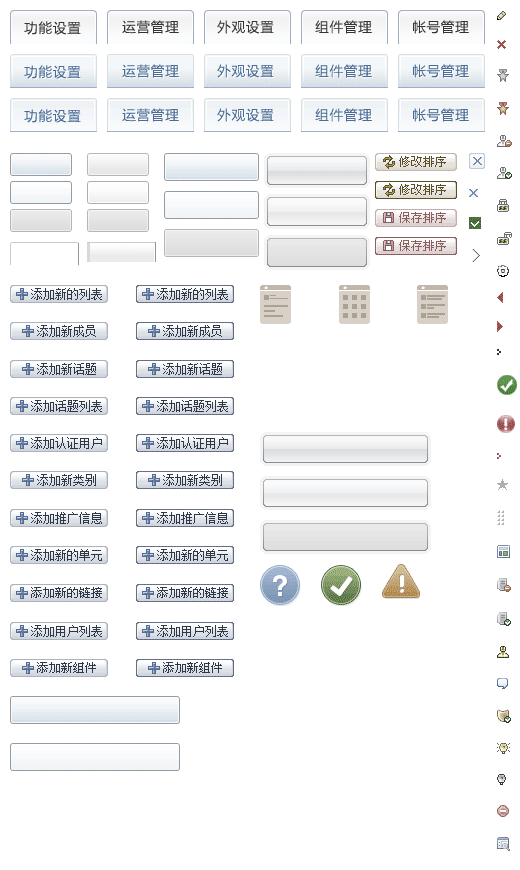 功能设置 运营管理 外观设置 组件管理 帐号管理
功能设置 运营管理 外观设置 组件管理 帐号管理
功能设置 运营管理 外观设置 组件管理 帐号管理
修改排序
修改排序
保存排序
保存排序
添加新的列表 添加新的列表
添加新成员 添加新成员
添加新话题 添加新话题
添加话题列表 添加话题列表
添加认证用户 添加认证用户
添加新类别 添加新类别
添加推广信息 添加推广信息
添加新的单元 添加新的单元
添加新的链接 添加新的链接
添加用户列表 添加用户列表
添加新组件 添加新组件